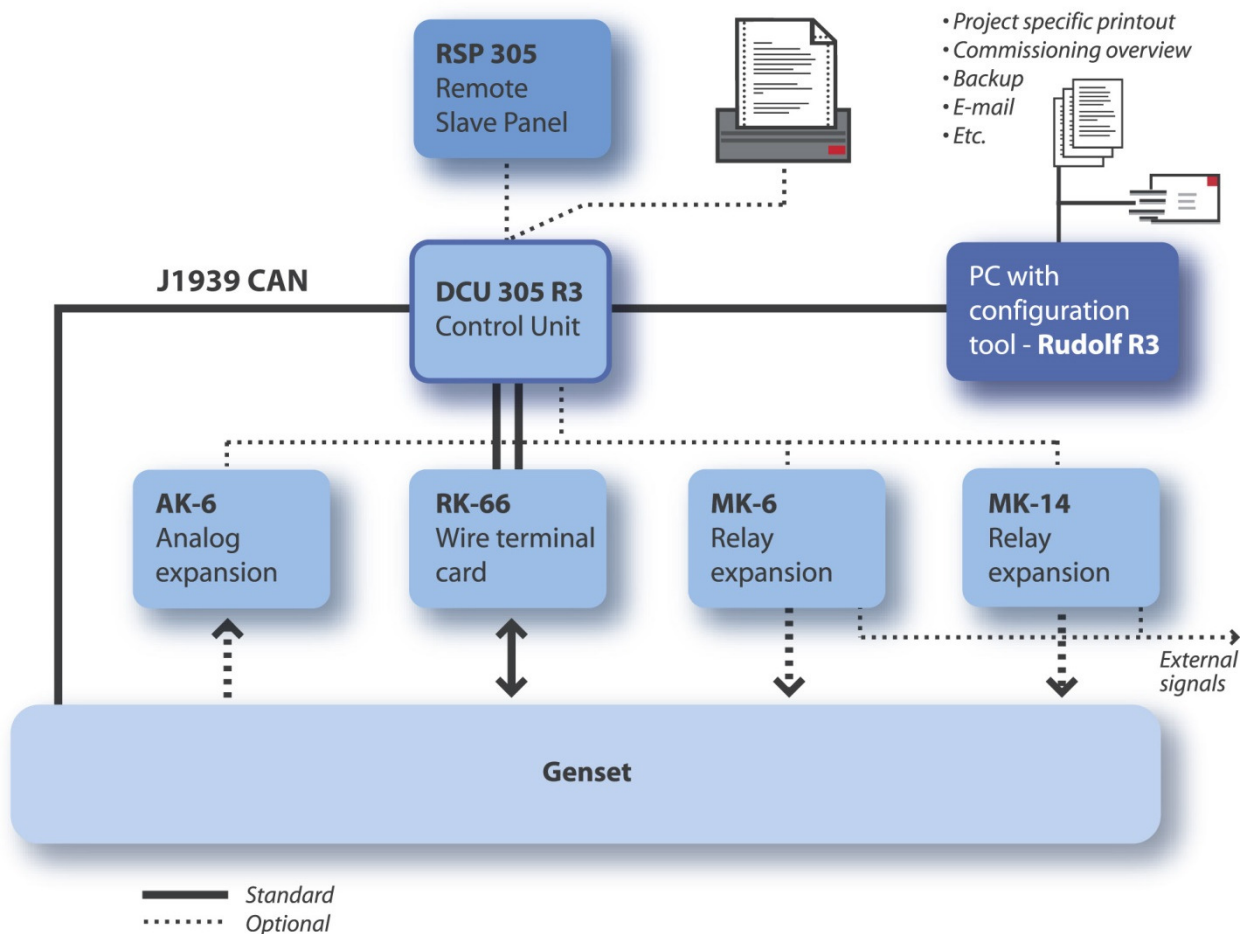 RSP 305
Remote
Slave Panel
• Project specific printout
• Commissioning overview
• Backup
• E-mail
• Etc.
J1939 CAN
DCU 305 R3
Control Unit
PC with
configuration
tool - Rudolf R3
AK-6
Analog
expansion
RK-66
Wire terminal
card
MK-6
Relay
expansion
MK-14
Relay
expansion
External
signals
Genset
Standard
Optional